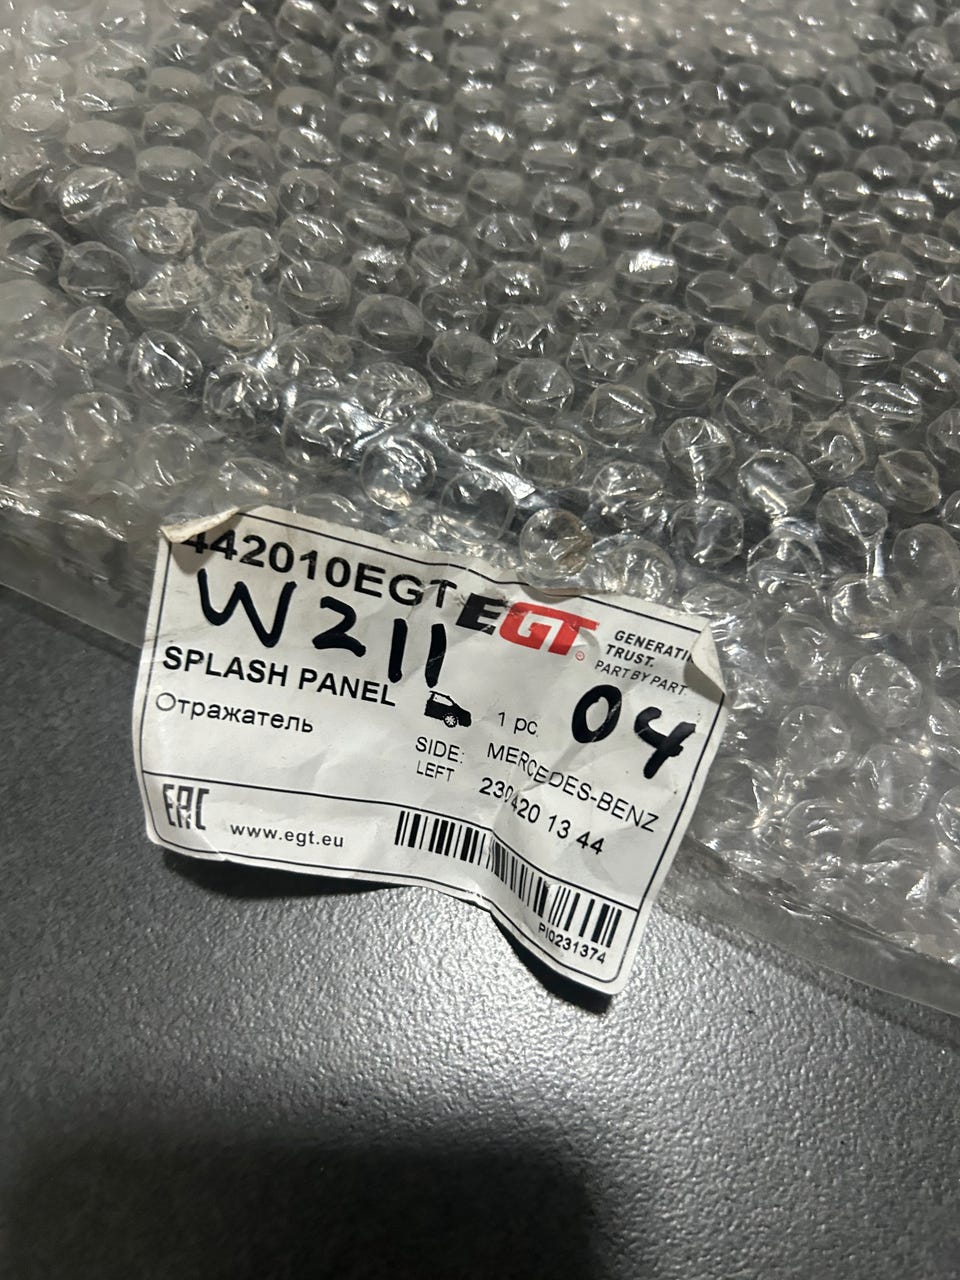 442010EGT
EGT
GENERATI
TRUST.
PART BY PART
W211
SPLASH PANEL
Отражатель
1 pc.
04
SIDE:
LEFT
MERCEDES-BENZ
230420 13 44
EAC
www.egt.eu
PI0231374